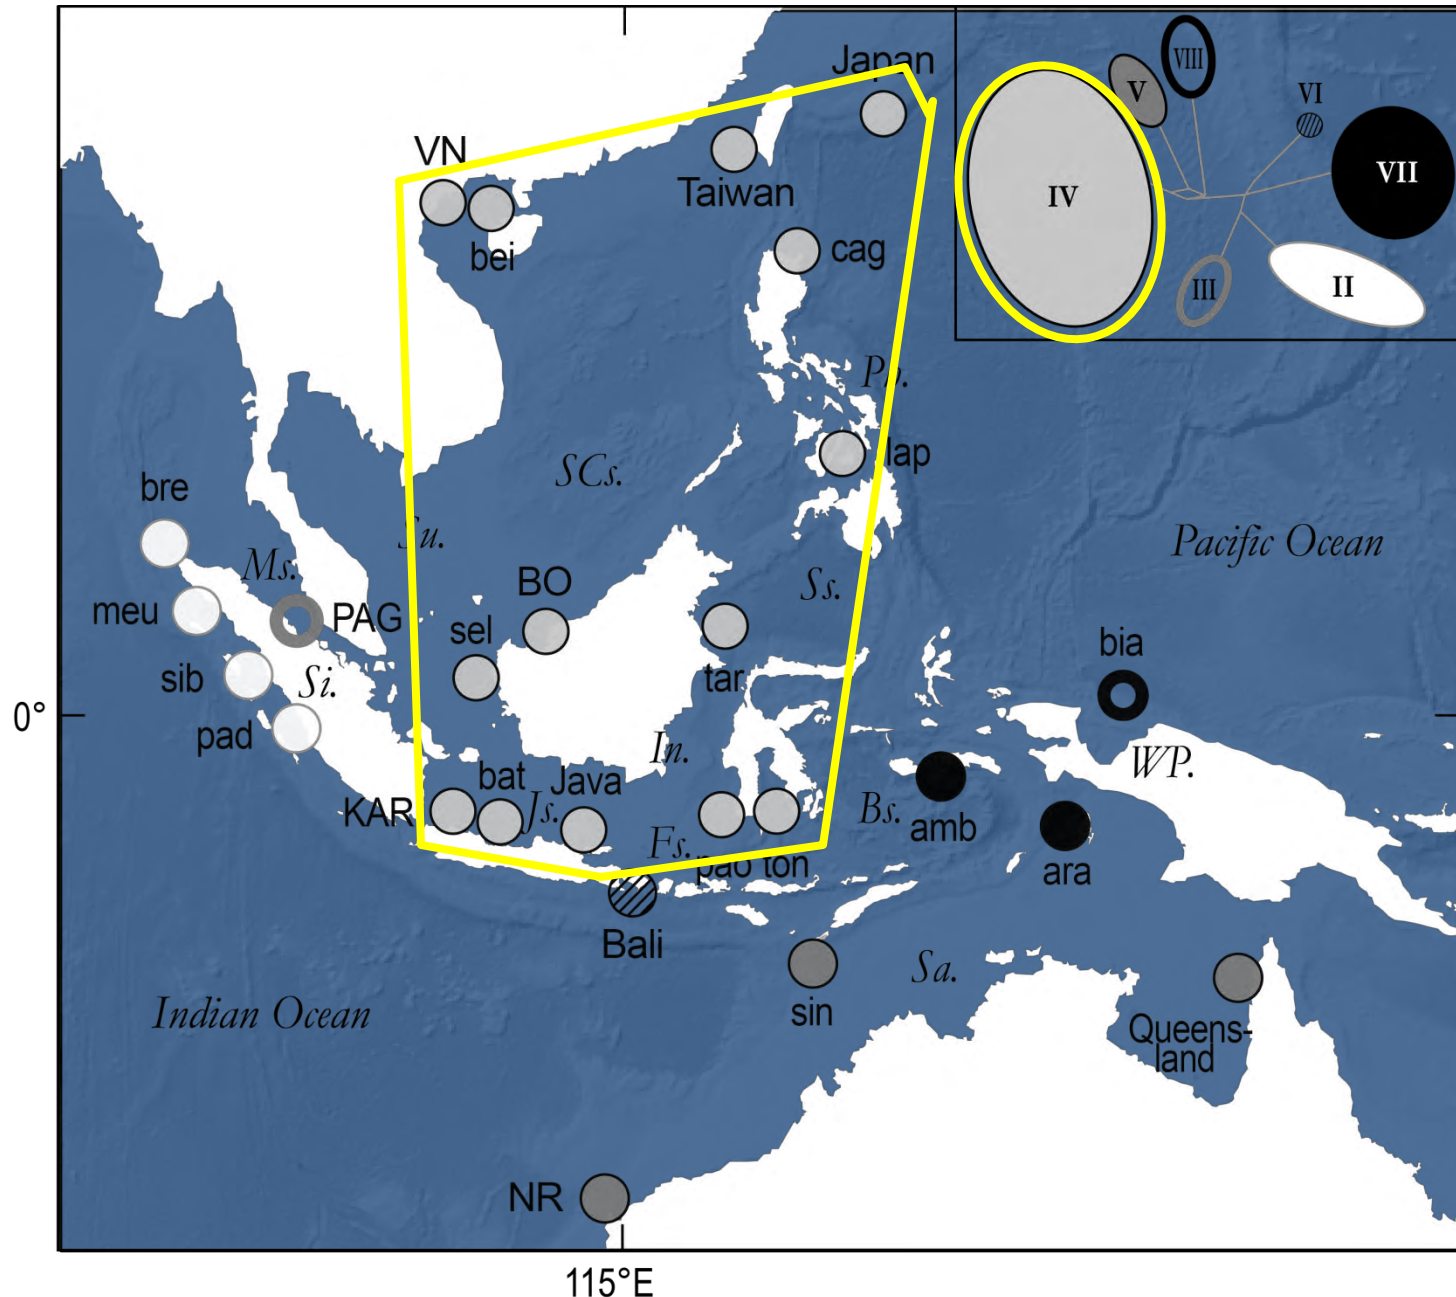 Japan
VIII
V
VI
VN
VII
Taiwan
IV
bei
cag
III
II
Pb.
lap
SCs.
bre
Su.
Pacific Ocean
Ms.
BO
Ss.
meu
PAG
sel
bia
sib
Si.
tar
0°
pad
In.
WP.
bat
Java
KAR
Js.
Bs.
amb
Fs.
pao ton
ara
Bali
Sa.
Indian Ocean
sin
Queens-
land
NR
115°E